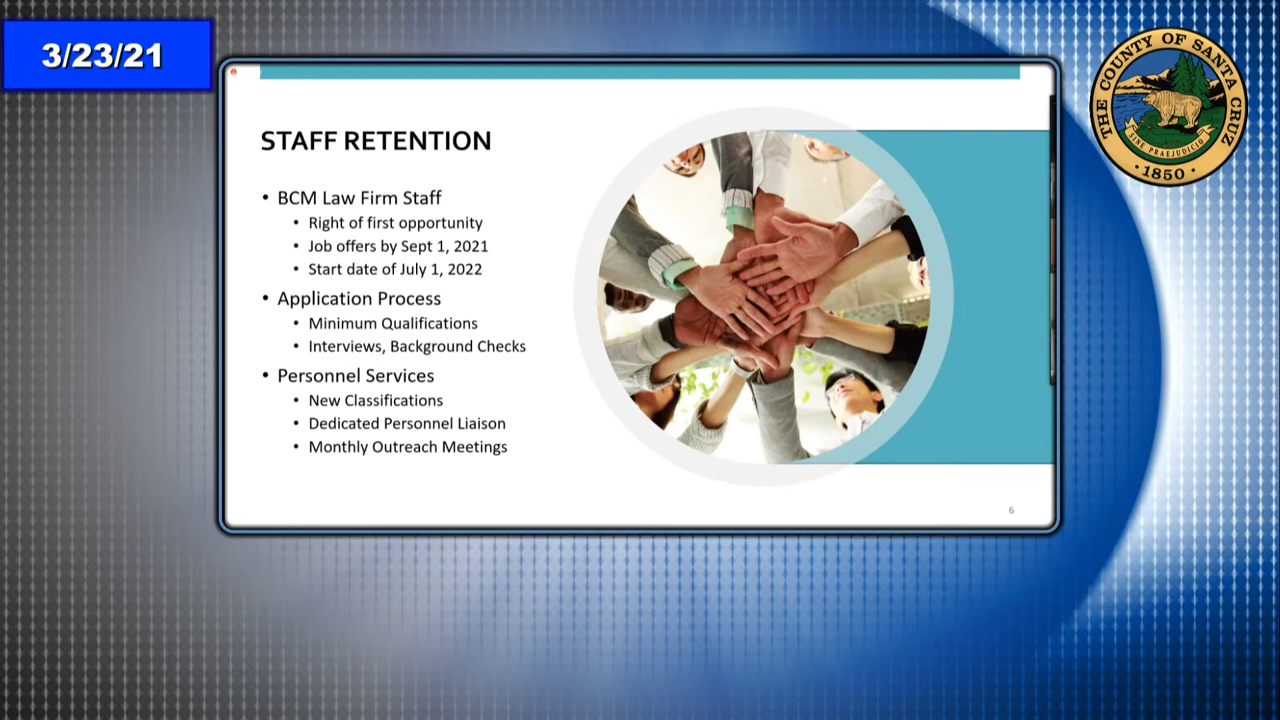 3/23/21
THE COUNTY OF SANTA CRUZ
SINE PRAEJUDICIO
• 1850 •
STAFF RETENTION
• BCM Law Firm Staff
• Right of first opportunity
• Job offers by Sept 1, 2021
• Start date of July 1, 2022
• Application Process
• Minimum Qualifications
• Interviews, Background Checks
• Personnel Services
• New Classifications
• Dedicated Personnel Liaison
• Monthly Outreach Meetings
6